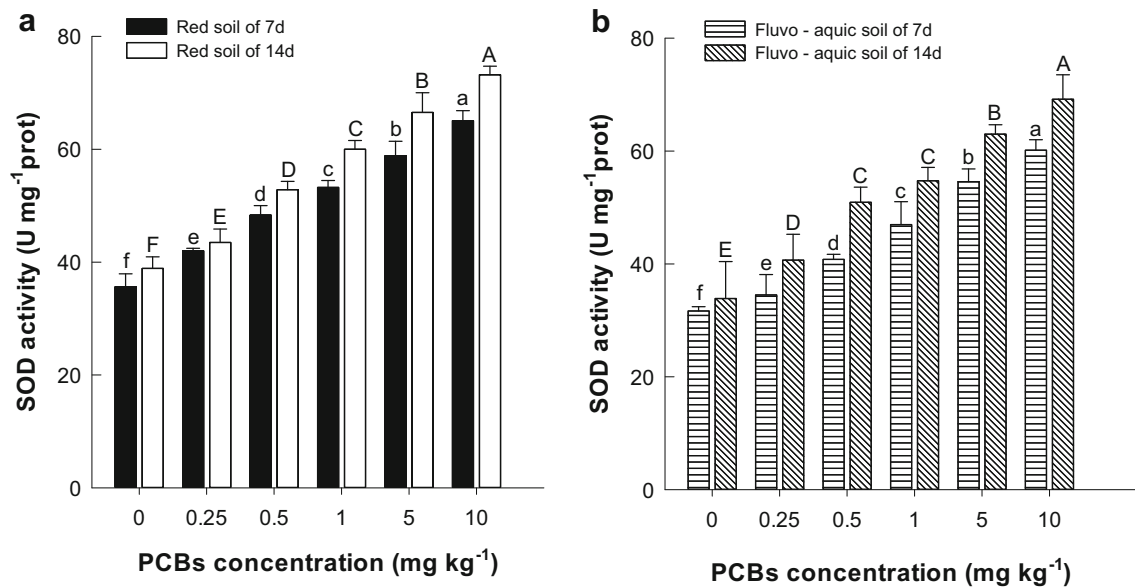 a
Red soil of 7d
Red soil of 14d
SOD activity (U mg⁻¹prot)
80
60
40
20
0
f F e E d D c C b B a A
0 0.25 0.5 1 5 10
PCBs concentration (mg kg⁻¹)
b
Fluvo - aquic soil of 7d
Fluvo - aquic soil of 14d
SOD activity (U mg⁻¹prot)
80
60
40
20
0
f E e D d C c C b B a A
0 0.25 0.5 1 5 10
PCBs concentration (mg kg⁻¹)